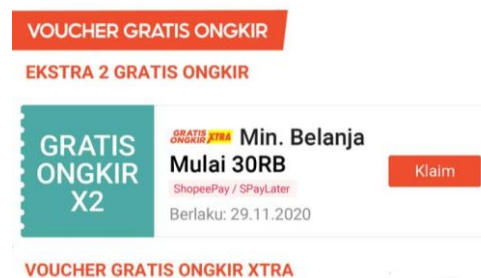 VOUCHER GRATIS ONGKIR
EKSTRA 2 GRATIS ONGKIR
GRATIS
ONGKIR
X2
GRATIS ONGKIR XTRA Min. Belanja
Mulai 30RB
ShopeePay / SPayLater
Berlaku: 29.11.2020
Klaim
VOUCHER GRATIS ONGKIR XTRA